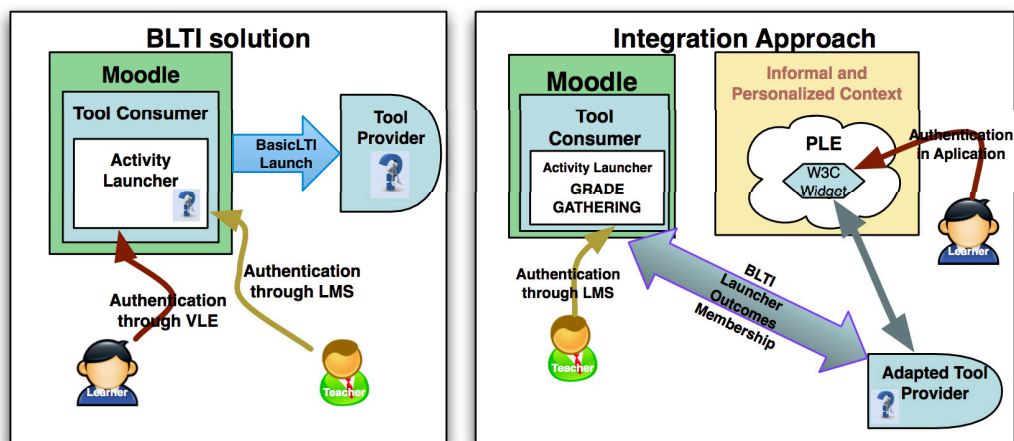 BLTI solution
Moodle
Tool Consumer
Activity
Launcher
BasicLTI
Launch
Tool
Provider
Authentication
through VLE
Authentication
through LMS
Learner
Teacher
Integration Approach
Moodle
Tool
Consumer
Activity Launcher
GRADE
GATHERING
Informal and
Personalized Context
PLE
W3C
Widget
Authentication
in Aplication
Learner
Authentication
through LMS
Teacher
BLTI
Launcher
Outcomes
Membership
Adapted Tool
Provider